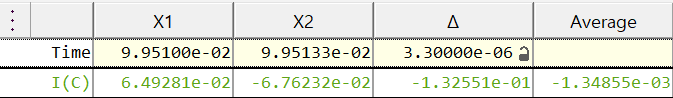 X1 X2 Δ Average
Time 9.95100e-02 9.95133e-02 3.30000e-06
I(C) 6.49281e-02 -6.76232e-02 -1.32551e-01 -1.34855e-03